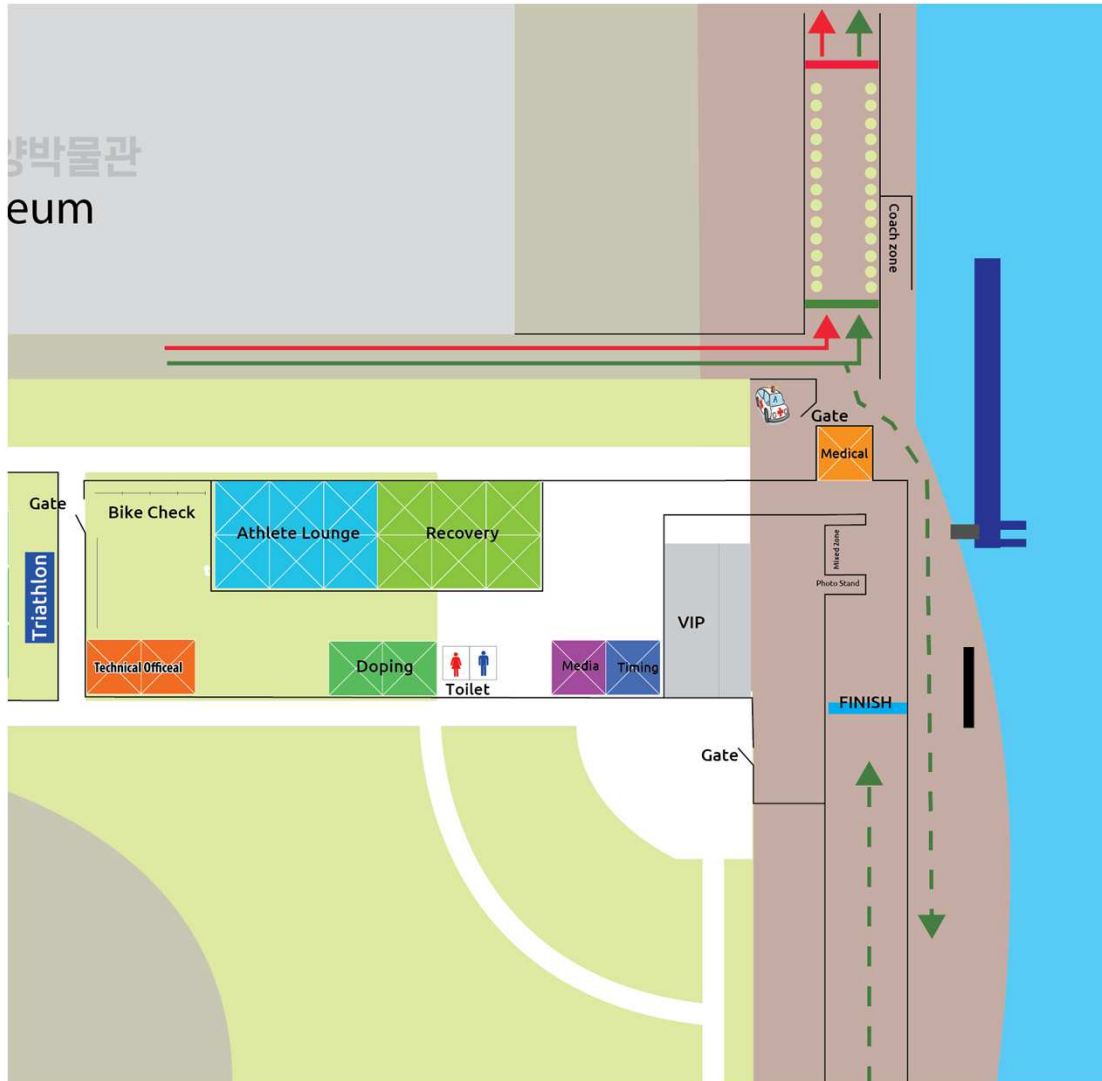 양박물관
eum
Coach zone
Gate
Medical
Gate
Bike Check
Athlete Lounge
Recovery
Mixed zone
Photo Stand
Triathlon
VIP
Technical Officeal
Doping
Toilet
Media
Timing
FINISH
Gate